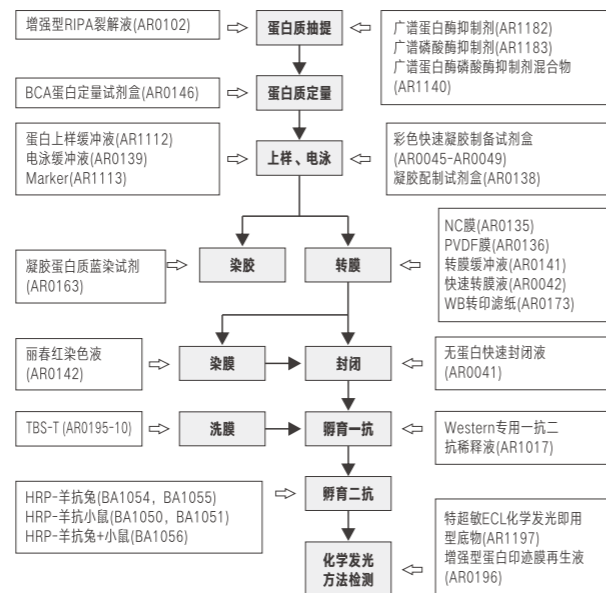 增强型RIPA裂解液(AR0102)
蛋白质抽提
广谱蛋白酶抑制剂(AR1182)
广谱磷酸酶抑制剂(AR1183)
广谱蛋白酶磷酸酶抑制剂混合物
(AR1140)
BCA蛋白定量试剂盒(AR0146)
蛋白质定量
蛋白上样缓冲液(AR1112)
电泳缓冲液(AR0139)
Marker(AR1113)
上样、电泳
彩色快速凝胶制备试剂盒
(AR0045-AR0049)
凝胶配制试剂盒(AR0138)
凝胶蛋白质蓝染试剂
(AR0163)
染胶
转膜
NC膜(AR0135)
PVDF膜(AR0136)
转膜缓冲液(AR0141)
快速转膜液(AR0042)
WB转印滤纸(AR0173)
丽春红染色液
(AR0142)
染膜
封闭
无蛋白快速封闭液
(AR0041)
TBS-T (AR0195-10)
洗膜
孵育一抗
Western专用一抗二
抗稀释液(AR1017)
HRP-羊抗兔(BA1054, BA1055)
HRP-羊抗小鼠(BA1050, BA1051)
HRP-羊抗兔+小鼠(BA1056)
孵育二抗
化学发光
方法检测
特超敏ECL化学发光即用
型底物(AR1197)
增强型蛋白印迹膜再生液
(AR0196)